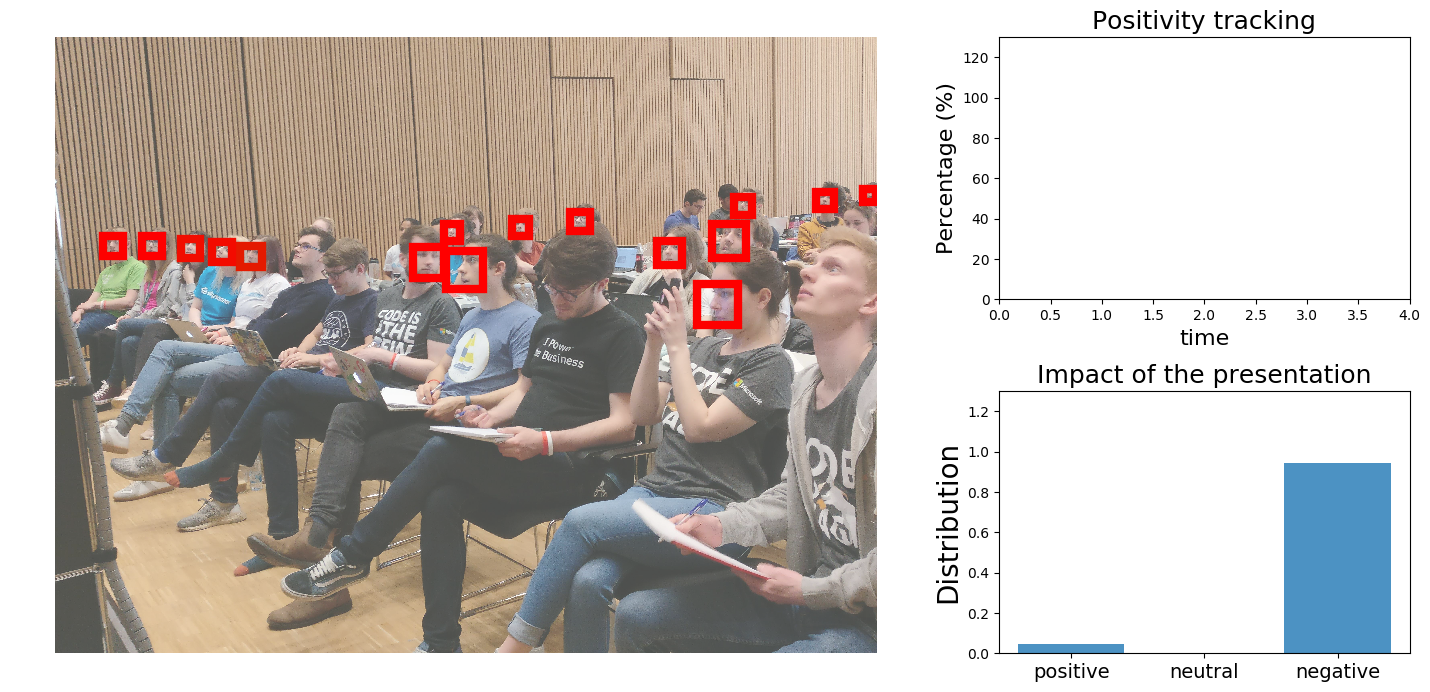 Positivity tracking
Percentage (%)
120
100
80
60
40
20
0
0.0 0.5 1.0 1.5 2.0 2.5 3.0 3.5 4.0
time
Impact of the presentation
Distribution
1.2
1.0
0.8
0.6
0.4
0.2
0.0
positive neutral negative
CODE IS
THE
I Power
Business
Microsoft